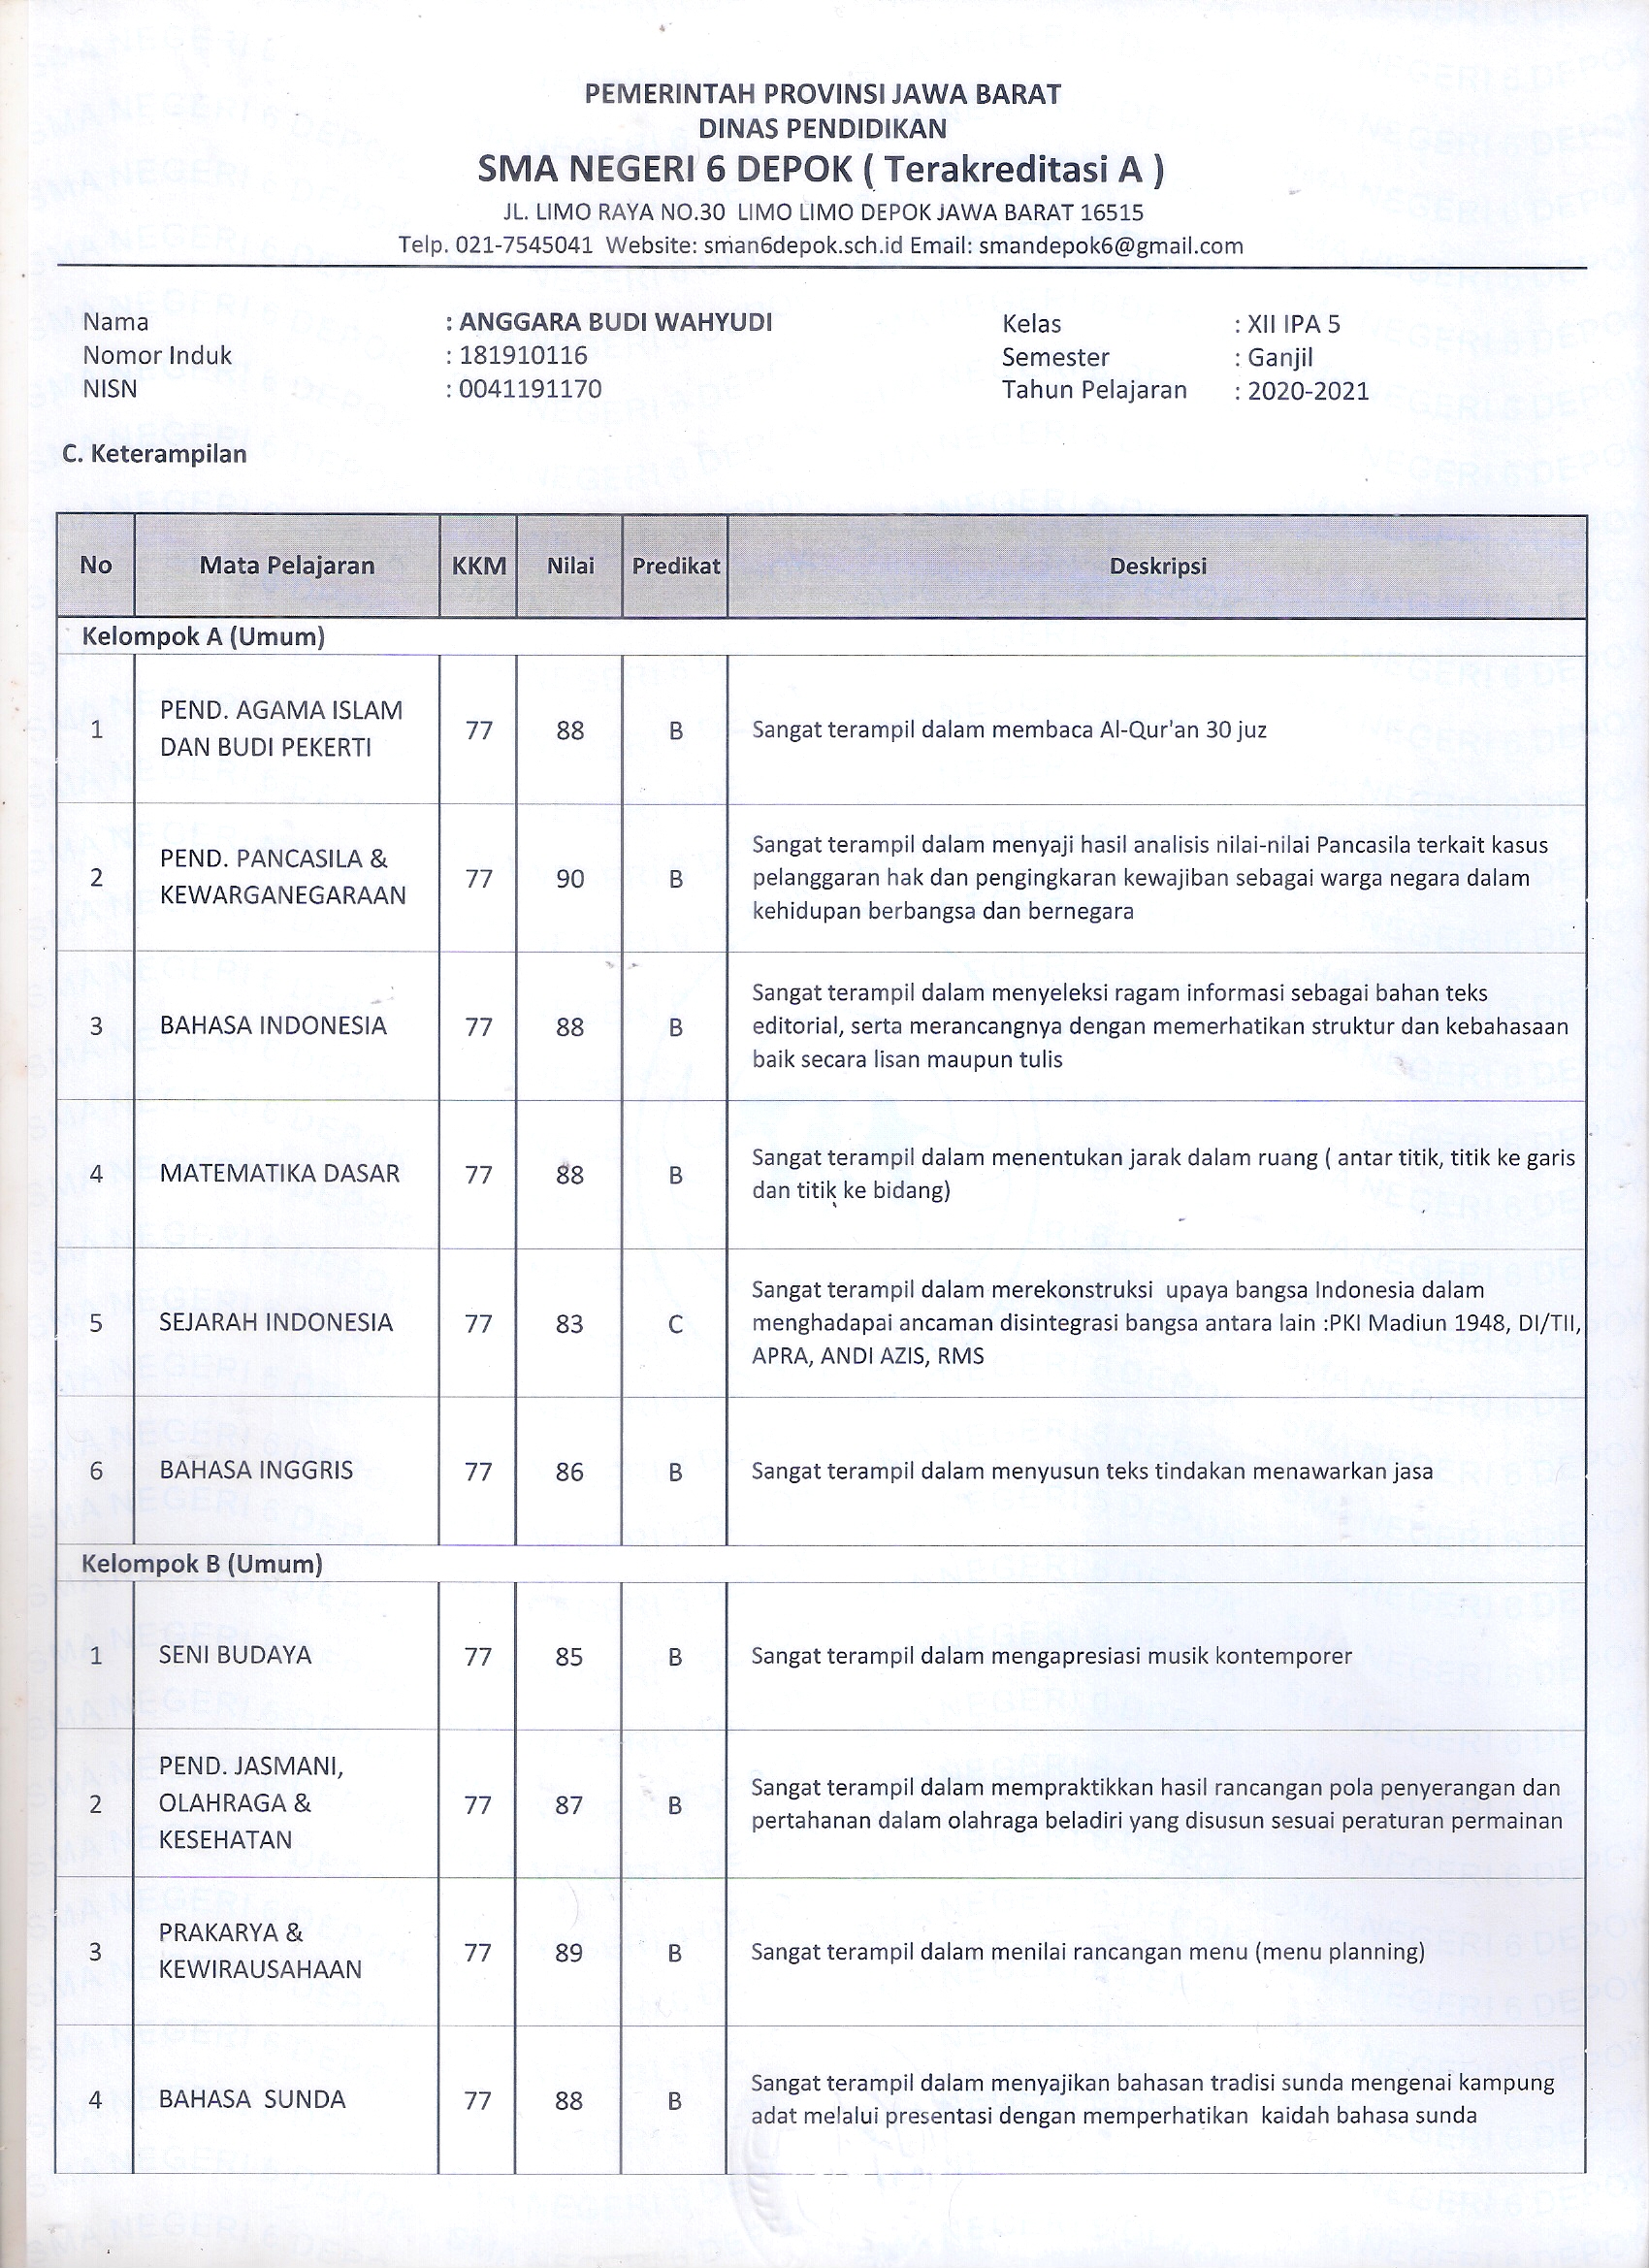 PEMERINTAH PROVINSI JAWA BARAT
DINAS PENDIDIKAN
SMA NEGERI 6 DEPOK ( Terakreditasi A )
JL. LIMO RAYA NO.30 LIMO LIMO DEPOK JAWA BARAT 16515
Telp. 021-7545041 Website: sman6depok.sch.id Email: smandepok6@gmail.com
Nama : ANGGARA BUDI WAHYUDI Kelas : XII IPA 5
Nomor Induk : 181910116 Semester : Ganjil
NISN : 0041191170 Tahun Pelajaran : 2020-2021
C. Keterampilan
No Mata Pelajaran KKM Nilai Predikat Deskripsi
Kelompok A (Umum)
1 PEND. AGAMA ISLAM
DAN BUDI PEKERTI 77 88 B Sangat terampil dalam membaca Al-Qur'an 30 juz
2 PEND. PANCASILA &
KEWARGANEGARAAN 77 90 B Sangat terampil dalam menyaji hasil analisis nilai-nilai Pancasila terkait kasus
pelanggaran hak dan pengingkaran kewajiban sebagai warga negara dalam
kehidupan berbangsa dan bernegara
3 BAHASA INDONESIA 77 88 B Sangat terampil dalam menyeleksi ragam informasi sebagai bahan teks
editorial, serta merancangnya dengan memerhatikan struktur dan kebahasaan
baik secara lisan maupun tulis
4 MATEMATIKA DASAR 77 88 B Sangat terampil dalam menentukan jarak dalam ruang ( antar titik, titik ke garis
dan titik ke bidang)
5 SEJARAH INDONESIA 77 83 C Sangat terampil dalam merekonstruksi upaya bangsa Indonesia dalam
menghadapai ancaman disintegrasi bangsa antara lain :PKI Madiun 1948, DI/TII,
APRA, ANDI AZIS, RMS
6 BAHASA INGGRIS 77 86 B Sangat terampil dalam menyusun teks tindakan menawarkan jasa
Kelompok B (Umum)
1 SENI BUDAYA 77 85 B Sangat terampil dalam mengapresiasi musik kontemporer
2 PEND. JASMANI,
OLAHRAGA &
KESEHATAN 77 87 B Sangat terampil dalam mempraktikkan hasil rancangan pola penyerangan dan
pertahanan dalam olahraga beladiri yang disusun sesuai peraturan permainan
3 PRAKARYA &
KEWIRAUSAHAAN 77 89 B Sangat terampil dalam menilai rancangan menu (menu planning)
4 BAHASA SUNDA 77 88 B Sangat terampil dalam menyajikan bahasan tradisi sunda mengenai kampung
adat melalui presentasi dengan memperhatikan kaidah bahasa sunda